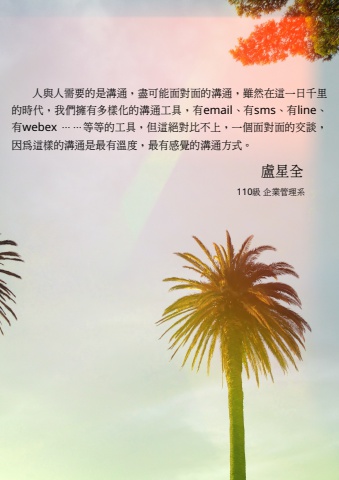 人與人需要的是溝通，盡可能面對面的溝通，雖然在這一日千里
的時代，我們擁有多樣化的溝通工具，有email、有sms、有line、
有webex ⋯⋯等等的工具，但這絕對比不上，一個面對面的交談，
因爲這樣的溝通是最有溫度，最有感覺的溝通方式。
盧星全
110級 企業管理系